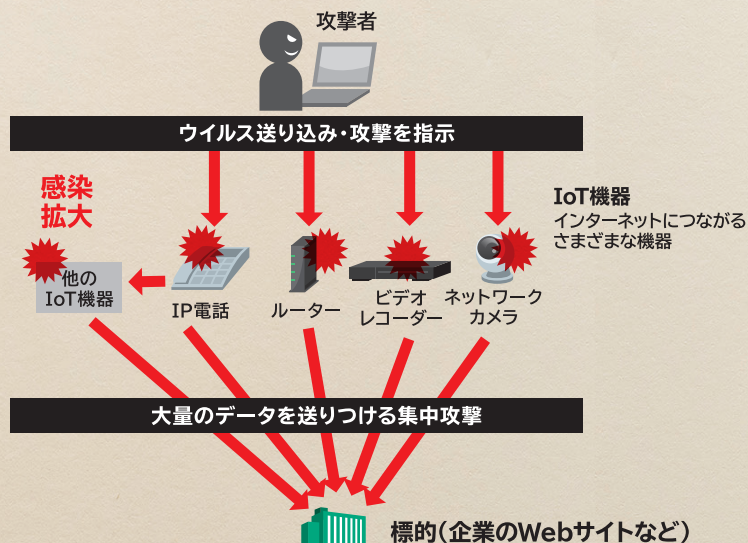 攻撃者
ウイルス送り込み・攻撃を指示
感染
拡大
IoT機器
インターネットにつながる
さまざまな機器
他の
IoT機器
IP電話
ルーター
ビデオ
レコーダー
ネットワーク
カメラ
大量のデータを送りつける集中攻撃
標的(企業のWebサイトなど)